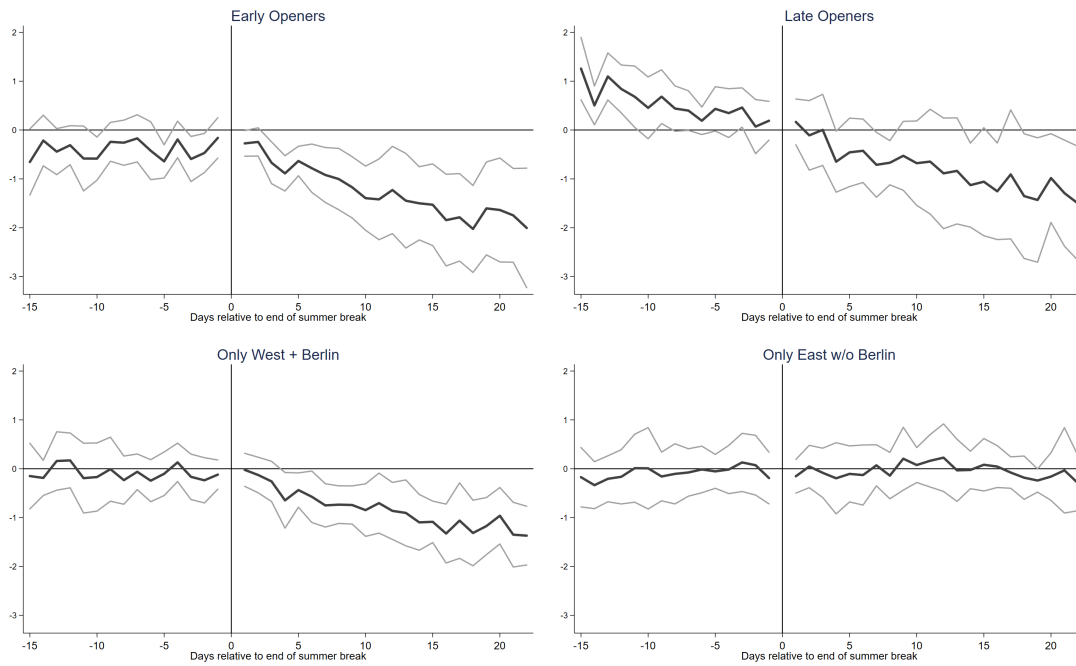 Early Openers
2
1
0
-1
-2
-3
-15 -10 -5 0 5 10 15 20
Days relative to end of summer break
Late Openers
2
1
0
-1
-2
-3
-15 -10 -5 0 5 10 15 20
Days relative to end of summer break
Only West + Berlin
2
1
0
-1
-2
-3
-15 -10 -5 0 5 10 15 20
Days relative to end of summer break
Only East w/o Berlin
2
1
0
-1
-2
-3
-15 -10 -5 0 5 10 15 20
Days relative to end of summer break